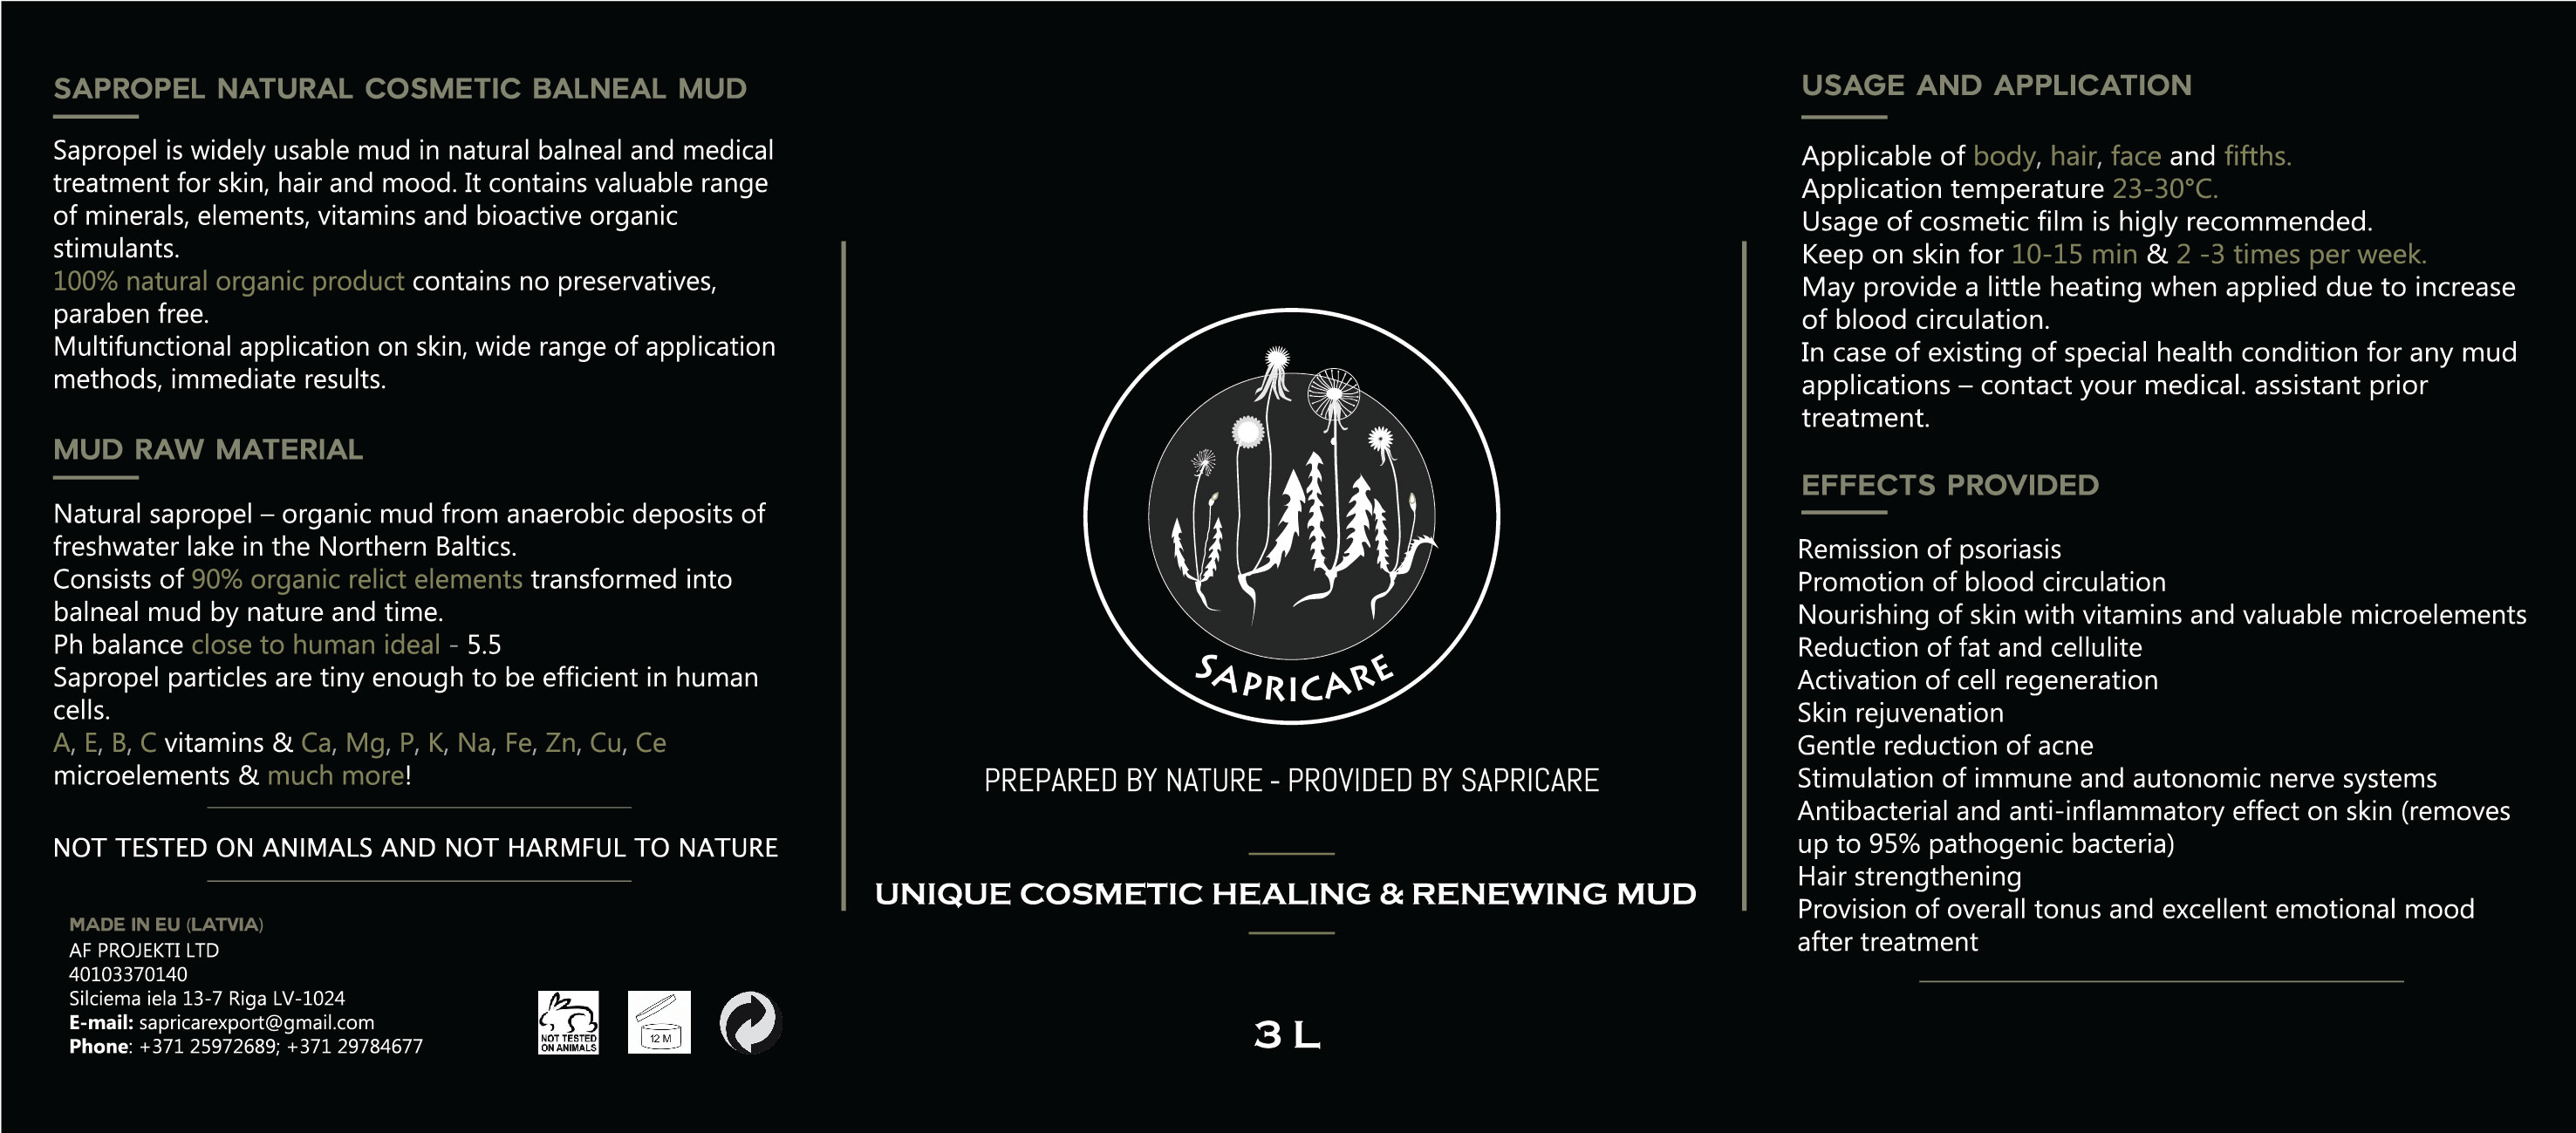 SAPROPEL NATURAL COSMETIC BALNEAL MUD
Sapropel is widely usable mud in natural balneal and medical
treatment for skin, hair and mood. It contains valuable range
of minerals, elements, vitamins and bioactive organic
stimulants.
100% natural organic product contains no preservatives,
paraben free.
Multifunctional application on skin, wide range of application
methods, immediate results.
MUD RAW MATERIAL
Natural sapropel – organic mud from anaerobic deposits of
freshwater lake in the Northern Baltics.
Consists of 90% organic relict elements transformed into
balneal mud by nature and time.
Ph balance close to human ideal - 5.5
Sapropel particles are tiny enough to be efficient in human
cells.
A, E, B, C vitamins & Ca, Mg, P, K, Na, Fe, Zn, Cu, Ce
microelements & much more!
NOT TESTED ON ANIMALS AND NOT HARMFUL TO NATURE
MADE IN EU (LATVIA)
AF PROJEKTI LTD
40103370140
Silciema iela 13-7 Riga LV-1024
E-mail: sapricarexport@gmail.com
Phone: +371 25972689; +371 29784677
NOT TESTED
ON ANIMALS
12 M
SAPRICARE
PREPARED BY NATURE - PROVIDED BY SAPRICARE
UNIQUE COSMETIC HEALING & RENEWING MUD
3 L
USAGE AND APPLICATION
Applicable of body, hair, face and fifths.
Application temperature 23-30°C.
Usage of cosmetic film is higly recommended.
Keep on skin for 10-15 min & 2 -3 times per week.
May provide a little heating when applied due to increase
of blood circulation.
In case of existing of special health condition for any mud
applications – contact your medical. assistant prior
treatment.
EFFECTS PROVIDED
Remission of psoriasis
Promotion of blood circulation
Nourishing of skin with vitamins and valuable microelements
Reduction of fat and cellulite
Activation of cell regeneration
Skin rejuvenation
Gentle reduction of acne
Stimulation of immune and autonomic nerve systems
Antibacterial and anti-inflammatory effect on skin (removes
up to 95% pathogenic bacteria)
Hair strengthening
Provision of overall tonus and excellent emotional mood
after treatment